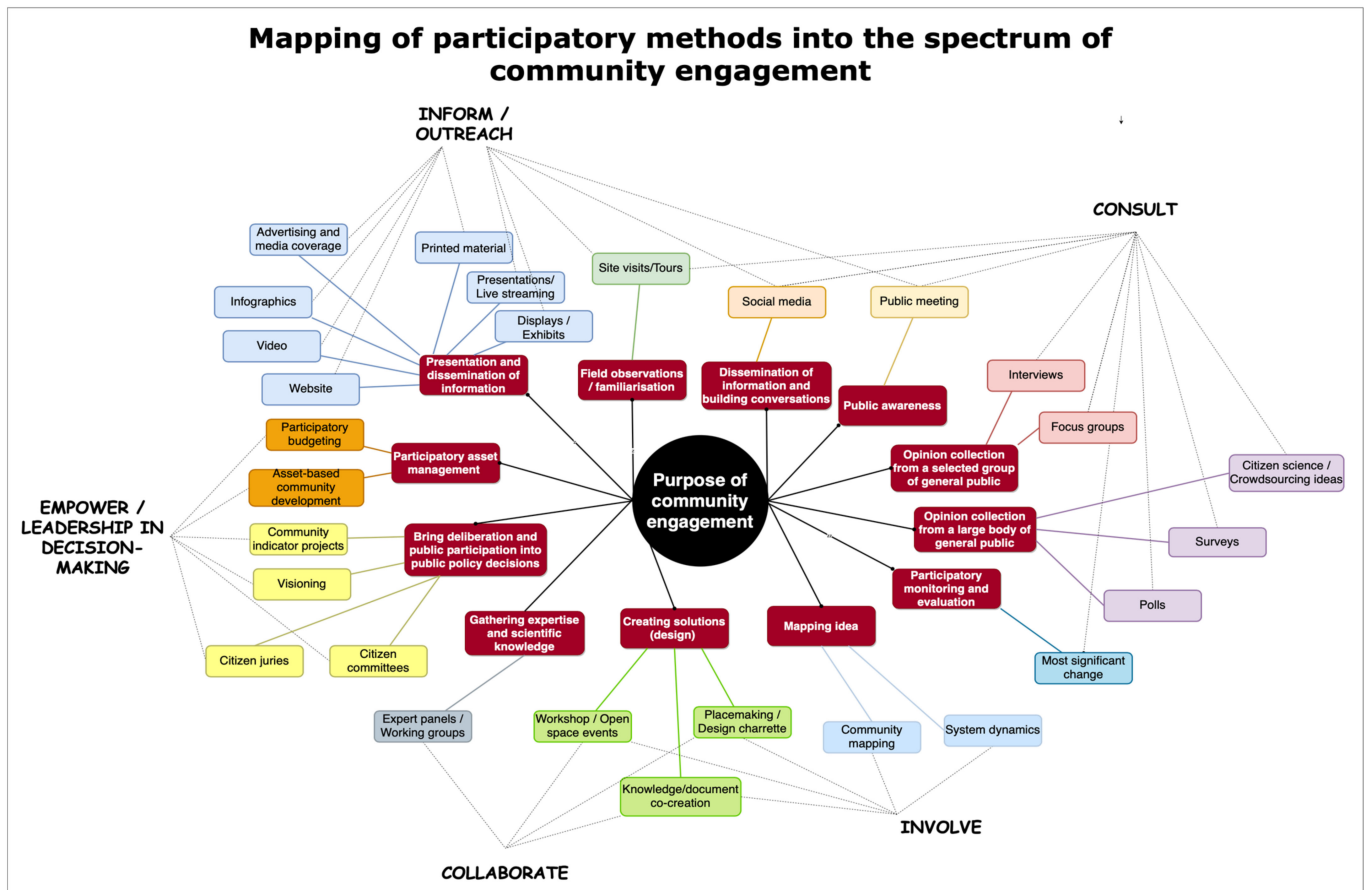 Mapping of participatory methods into the spectrum of
community engagement
INFORM /
OUTREACH
CONSULT
Advertising and
media coverage
Printed material
Site visits/Tours
Presentations/
Live streaming
Infographics
Social media
Public meeting
Displays /
Exhibits
Video
Website
Presentation and
dissemination of
information
Field observations
/ familiarisation
Dissemination of
information and
building conversations
Public awareness
Interviews
Focus groups
Participatory
budgeting
Participatory asset
management
Asset-based
community
development
Purpose of
community
engagement
Opinion collection
from a selected group
of general public
Citizen science /
Crowdsourcing ideas
EMPOWER /
LEADERSHIP IN
DECISION-
MAKING
Community
indicator projects
Bring deliberation and
public participation into
public policy decisions
Opinion collection
from a large body of
general public
Surveys
Visioning
Participatory
monitoring and
evaluation
Polls
Gathering expertise
and scientific
knowledge
Creating solutions
(design)
Mapping idea
Citizen juries
Citizen
committees
Most significant
change
Expert panels /
Working groups
Workshop / Open
space events
Placemaking /
Design charrette
Community
mapping
System dynamics
Knowledge/document
co-creation
INVOLVE
COLLABORATE